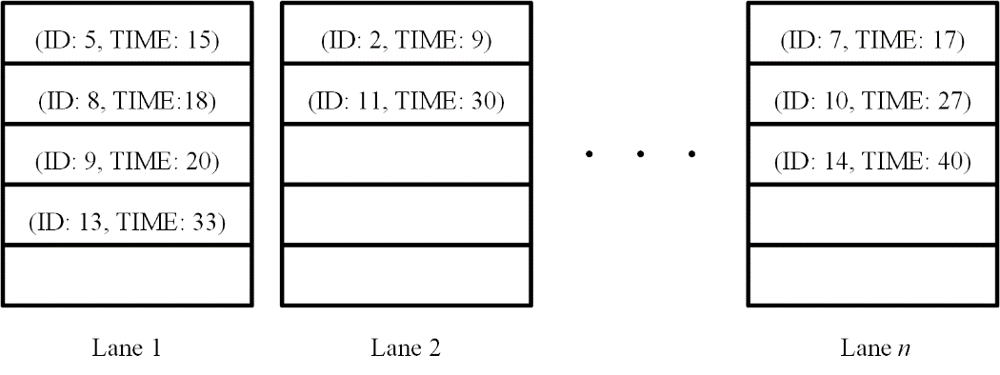 (ID: 5, TIME: 15)
(ID: 8, TIME:18)
(ID: 9, TIME: 20)
(ID: 13, TIME: 33)
Lane 1
(ID: 2, TIME: 9)
(ID: 11, TIME: 30)
Lane 2
. . .
(ID: 7, TIME: 17)
(ID: 10, TIME: 27)
(ID: 14, TIME: 40)
Lane n